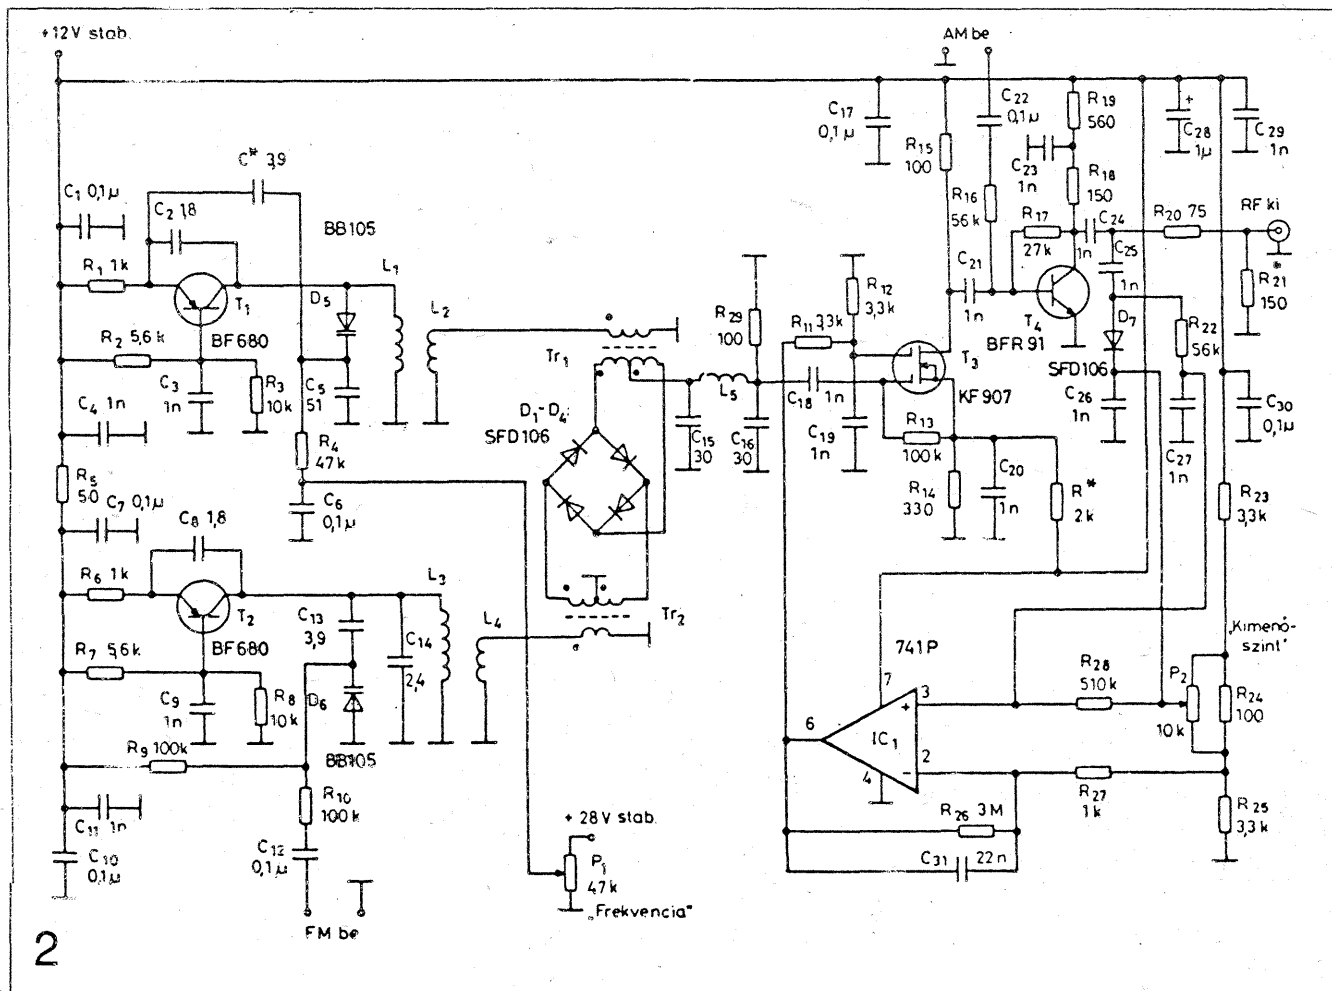 +12V stab.
AM be
C17
0,1µ
C22
0,1µ
R19
560
+
C28
1µ
C29
1n
R15
100
C23
1n
R18
150
C* 3,9
C1 0,1µ
C2 1,8
R16
56k
R17
27k
C24
1n
R20 75
RF ki
BB105
R1 1k
T1
BF680
D5
L1
L2
C21
1n
C25
1n
R21*
150
R12
3,3k
R29
100
R11 33k
T4
BFR91
D7
SFD106
R22
56k
R2 5,6k
C3
1n
R3
10k
C5
51
Tr1
L5
T3
KF907
C4 1n
D1-D4
SFD106
C15
30
C16
30
C18 1n
C19
1n
R13
100k
C26
1n
C27
1n
C30
0,1µ
R4
47k
R5
50
C7 0,1µ
C6
0,1µ
R14
330
C20
1n
R*
2k
R23
3,3k
C8 1,8
R6 1k
T2
BF680
L3
L4
Tr2
C13
3,9
C14
2,4
R7 5,6k
C9
1n
R8
10k
D6
BB105
741P
7
3
+
6
IC1
2
−
4
R28
510k
„Kimenő-
szint"
P2
10k
R24
100
R9 100k
R27
1k
R25
3,3k
C11 1n
C10
0,1µ
R10
100k
C12
0,1µ
R26 3M
C31 22n
+28V stab.
P1
47k
„Frekvencia"
FM be
2